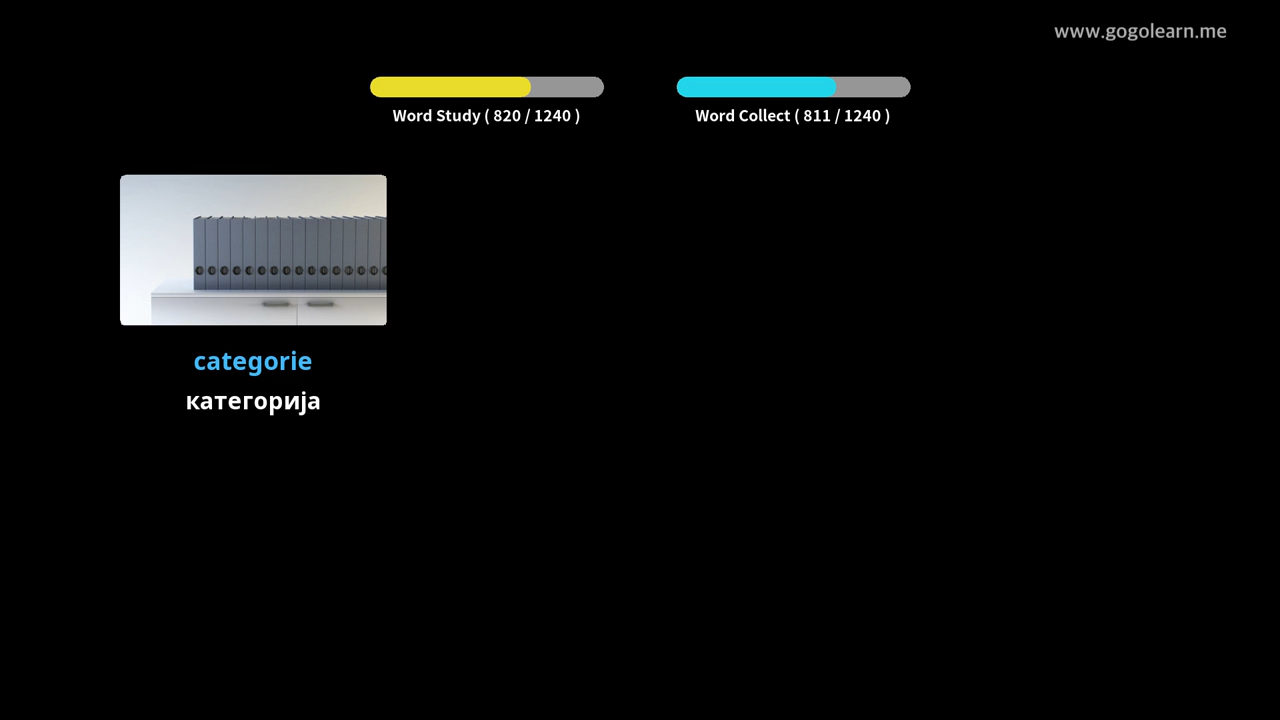 www.gogolearn.me
Word Study ( 820 / 1240 )
Word Collect ( 811 / 1240 )
categorie
категорија